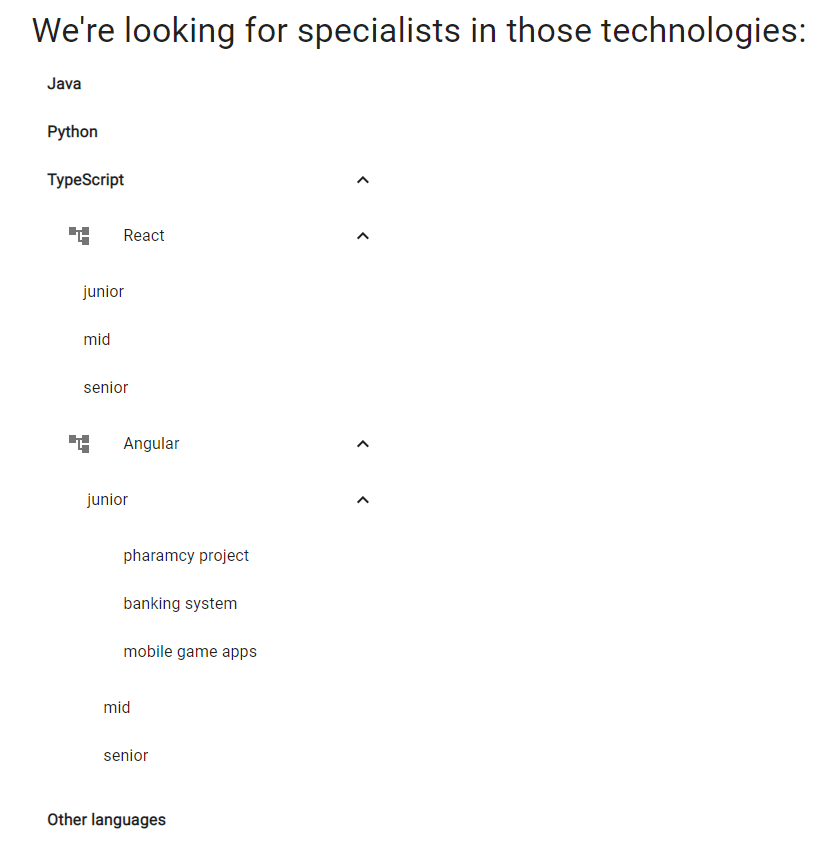 We're looking for specialists in those technologies:
Java
Python
TypeScript
React
junior
mid
senior
Angular
junior
pharamcy project
banking system
mobile game apps
mid
senior
Other languages